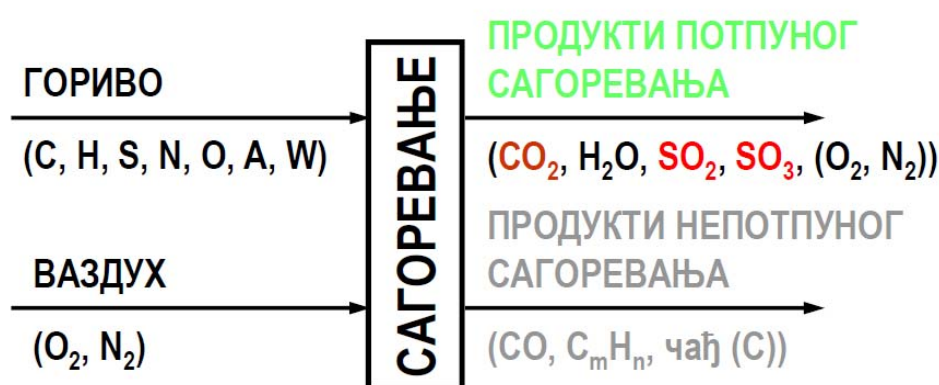 ГОРИВО
(C, H, S, N, O, A, W)
ВАЗДУХ
(O₂, N₂)
САГОРЕВАЊЕ
ПРОДУКТИ ПОТПУНОГ
САГОРЕВАЊА
(CO₂, H₂O, SO₂, SO₃, (O₂, N₂))
ПРОДУКТИ НЕПОТПУНОГ
САГОРЕВАЊА
(CO, CₘHₙ, чађ (C))